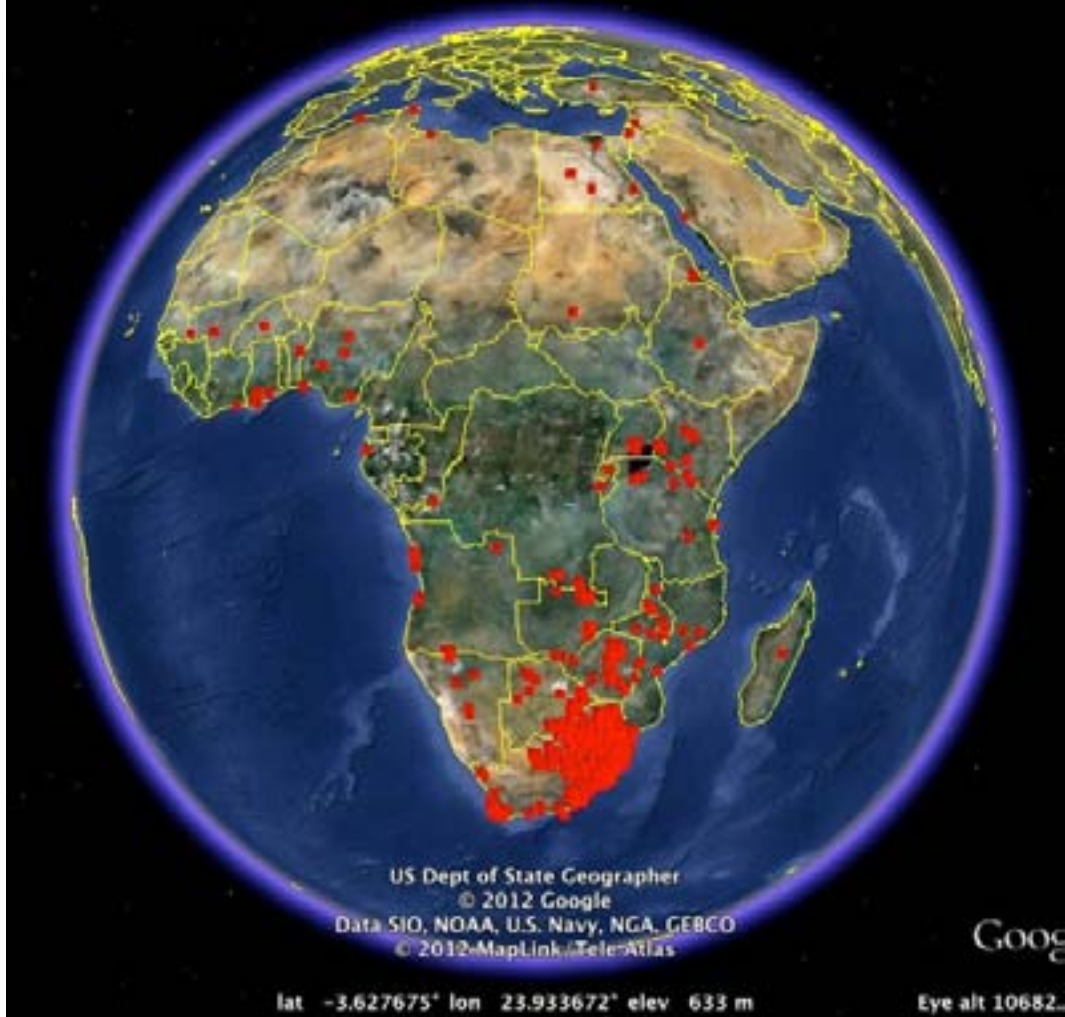 US Dept of State Geographer
© 2012 Google
Data SIO, NOAA, U.S. Navy, NGA, GEBCO
© 2012 MapLink/Tele Atlas
Goog
lat -3.627675° lon 23.933672° elev 633 m
Eye alt 10682..